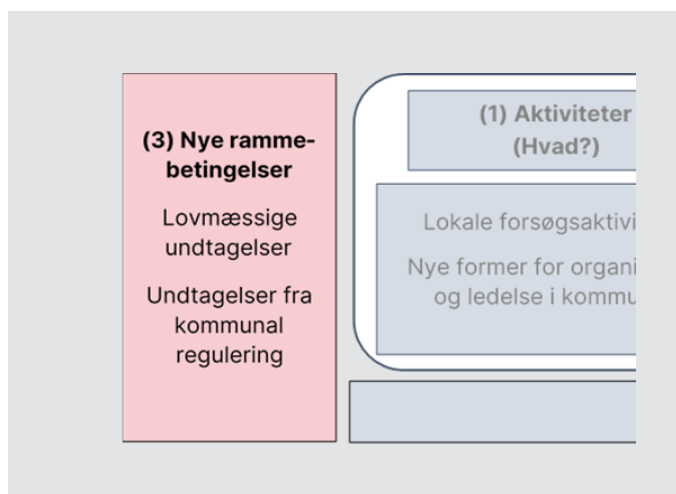 (3) Nye ramme-
betingelser
Lovmæssige
undtagelser
Undtagelser fra
kommunal
regulering
(1) Aktiviteter
(Hvad?)
Lokale
Nye former for
og ledelse i